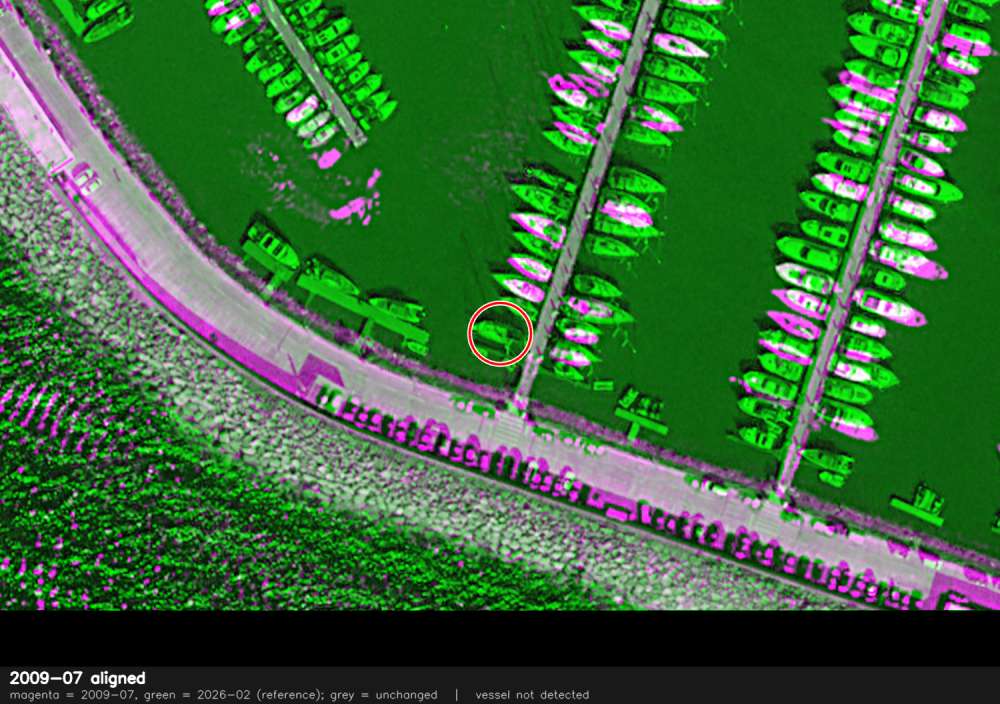 2009-07 aligned
magenta = 2009-07, green = 2026-02 (reference); grey = unchanged | vessel not detected